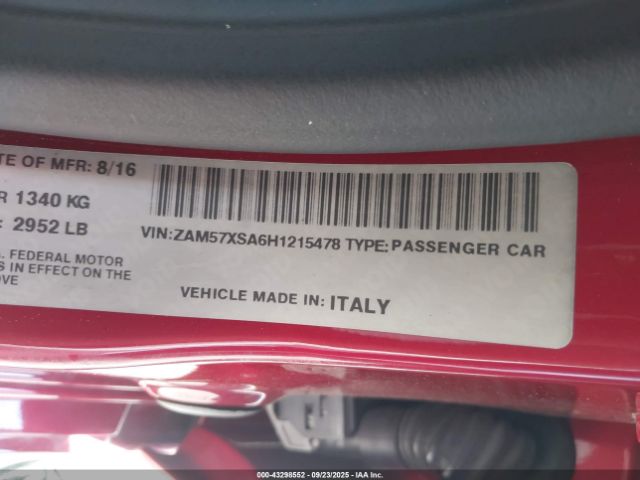 TE OF MFR: 8/16
R 1340 KG
: 2952 LB
VIN:ZAM57XSA6H1215478 TYPE:PASSENGER CAR
. FEDERAL MOTOR
S IN EFFECT ON THE
OVE
VEHICLE MADE IN: ITALY
000-43298552 - 09/23/2025 - IAA Inc.